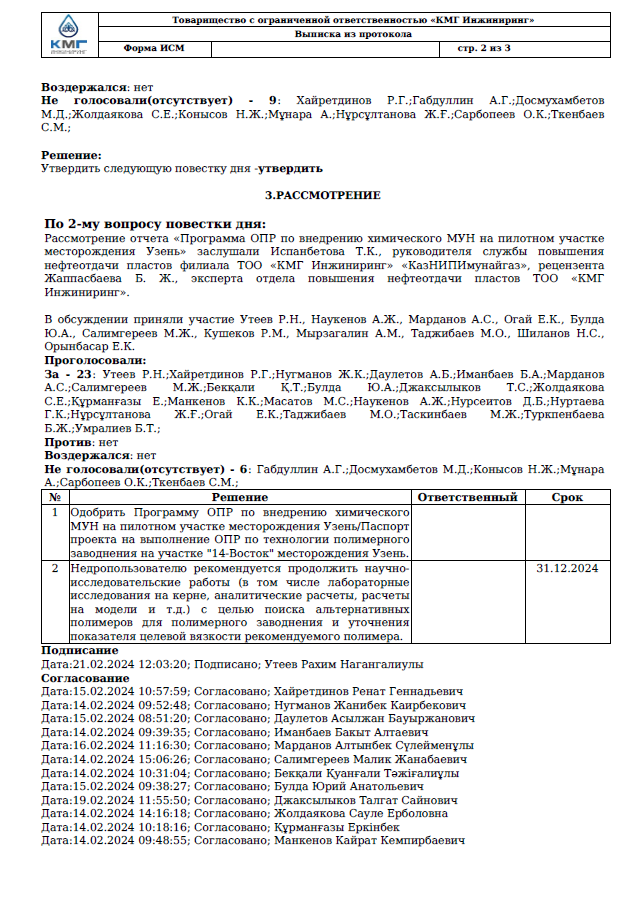 КМГ
ИНЖИНИРИНГ
Товарищество с ограниченной ответственностью «КМГ Инжиниринг»
Выписка из протокола
Форма ИСМ
стр. 2 из 3
Воздержался: нет
Не голосовали(отсутствует) - 9: Хайретдинов Р.Г.;Габдуллин А.Г.;Досмухамбетов
М.Д.;Жолдаякова С.Е.;Конысов Н.Ж.;Мұнара А.;Нұрсұлтанова Ж.Ғ.;Сарбопеев О.К.;Ткенбаев
С.М.;
Решение:
Утвердить следующую повестку дня -утвердить
3.РАССМОТРЕНИЕ
По 2-му вопросу повестки дня:
Рассмотрение отчета «Программа ОПР по внедрению химического МУН на пилотном участке
месторождения Узень» заслушали Испанбетова Т.К., руководителя службы повышения
нефтеотдачи пластов филиала ТОО «КМГ Инжиниринг» «КазНИПИмунайгаз», рецензента
Жаппасбаева Б. Ж., эксперта отдела повышения нефтеотдачи пластов ТОО «КМГ
Инжиниринг».
В обсуждении приняли участие Утеев Р.Н., Наукенов А.Ж., Марданов А.С., Огай Е.К., Булда
Ю.А., Салимгереев М.Ж., Кушеков Р.М., Мырзагалин А.М., Таджибаев М.О., Шиланов Н.С.,
Орынбасар Е.К.
Проголосовали:
За - 23: Утеев Р.Н.;Хайретдинов Р.Г.;Нугманов Ж.К.;Даулетов А.Б.;Иманбаев Б.А.;Марданов
А.С.;Салимгереев М.Ж.;Бекқали Қ.Т.;Булда Ю.А.;Джаксылыков Т.С.;Жолдаякова
С.Е.;Құрманғазы Е.;Манкенов К.К.;Масатов М.С.;Наукенов А.Ж.;Нурсеитов Д.Б.;Нуртаева
Г.К.;Нұрсұлтанова Ж.Ғ.;Огай Е.К.;Таджибаев М.О.;Таскинбаев М.Ж.;Туркпенбаева
Б.Ж.;Умралиев Б.Т.;
Против: нет
Воздержался: нет
Не голосовали(отсутствует) - 6: Габдуллин А.Г.;Досмухамбетов М.Д.;Конысов Н.Ж.;Мұнара
А.;Сарбопеев О.К.;Ткенбаев С.М.;
№ Решение Ответственный Срок
1 Одобрить Программу ОПР по внедрению химического
МУН на пилотном участке месторождения Узень/Паспорт
проекта на выполнение ОПР по технологии полимерного
заводнения на участке "14-Восток" месторождения Узень.
2 Недропользователю рекомендуется продолжить научно- 31.12.2024
исследовательские работы (в том числе лабораторные
исследования на керне, аналитические расчеты, расчеты
на модели и т.д.) с целью поиска альтернативных
полимеров для полимерного заводнения и уточнения
показателя целевой вязкости рекомендуемого полимера.
Подписание
Дата:21.02.2024 12:03:20; Подписано; Утеев Рахим Нагангалиулы
Согласование
Дата:15.02.2024 10:57:59; Согласовано; Хайретдинов Ренат Геннадьевич
Дата:14.02.2024 09:52:48; Согласовано; Нугманов Жанибек Каирбекович
Дата:15.02.2024 08:51:20; Согласовано; Даулетов Асылжан Бауыржанович
Дата:14.02.2024 09:39:35; Согласовано; Иманбаев Бакыт Алтаевич
Дата:16.02.2024 11:16:30; Согласовано; Марданов Алтынбек Сүлейменұлы
Дата:14.02.2024 15:06:26; Согласовано; Салимгереев Малик Жанабаевич
Дата:14.02.2024 10:31:04; Согласовано; Бекқали Қуанғали Тәжіғалиұлы
Дата:15.02.2024 09:38:27; Согласовано; Булда Юрий Анатольевич
Дата:19.02.2024 11:55:50; Согласовано; Джаксылыков Талгат Сайнович
Дата:14.02.2024 14:16:18; Согласовано; Жолдаякова Сауле Ерболовна
Дата:14.02.2024 10:18:16; Согласовано; Құрманғазы Еркінбек
Дата:14.02.2024 09:48:55; Согласовано; Манкенов Кайрат Кемпирбаевич